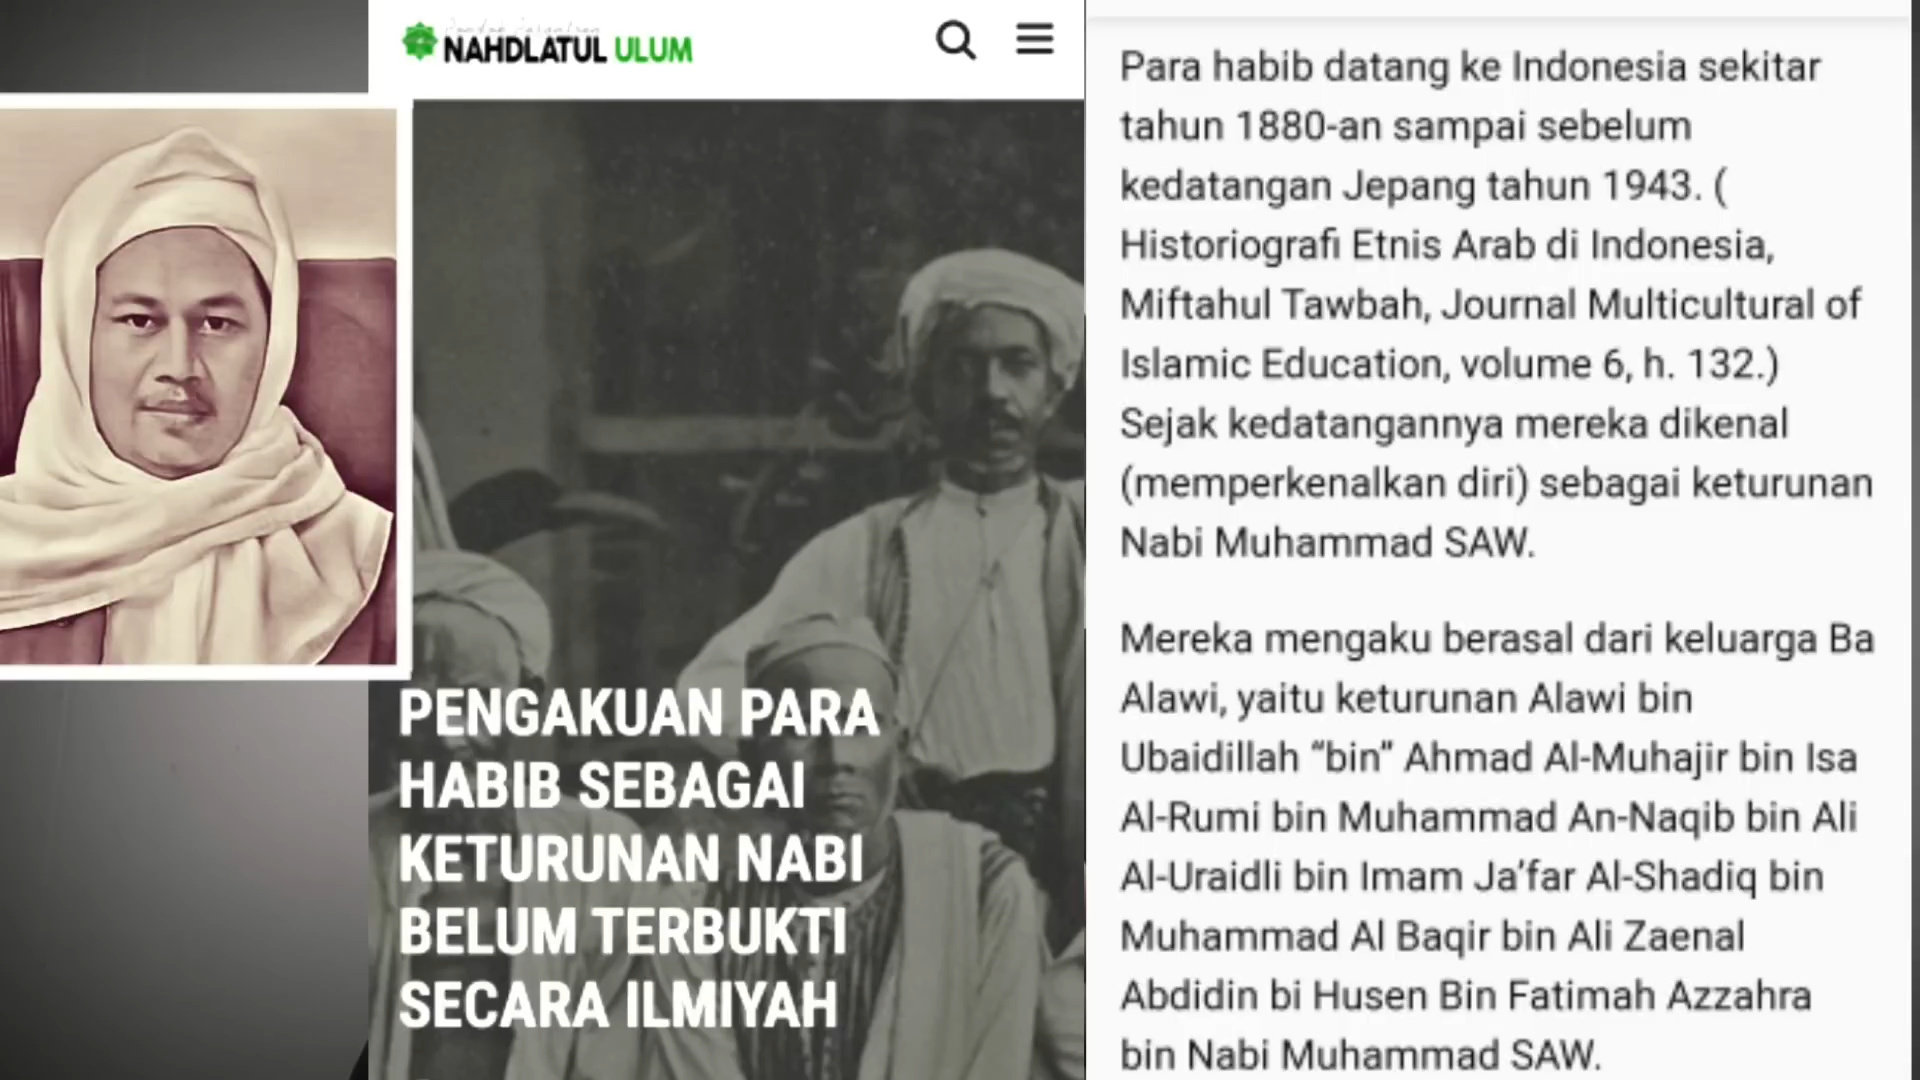 NAHDLATUL ULUM
PENGAKUAN PARA
HABIB SEBAGAI
KETURUNAN NABI
BELUM TERBUKTI
SECARA ILMIYAH
Para habib datang ke Indonesia sekitar
tahun 1880-an sampai sebelum
kedatangan Jepang tahun 1943. (
Historiografi Etnis Arab di Indonesia,
Miftahul Tawbah, Journal Multicultural of
Islamic Education, volume 6, h. 132.)
Sejak kedatangannya mereka dikenal
(memperkenalkan diri) sebagai keturunan
Nabi Muhammad SAW.
Mereka mengaku berasal dari keluarga Ba
Alawi, yaitu keturunan Alawi bin
Ubaidillah “bin” Ahmad Al-Muhajir bin Isa
Al-Rumi bin Muhammad An-Naqib bin Ali
Al-Uraidli bin Imam Ja’far Al-Shadiq bin
Muhammad Al Baqir bin Ali Zaenal
Abdidin bi Husen Bin Fatimah Azzahra
bin Nabi Muhammad SAW.